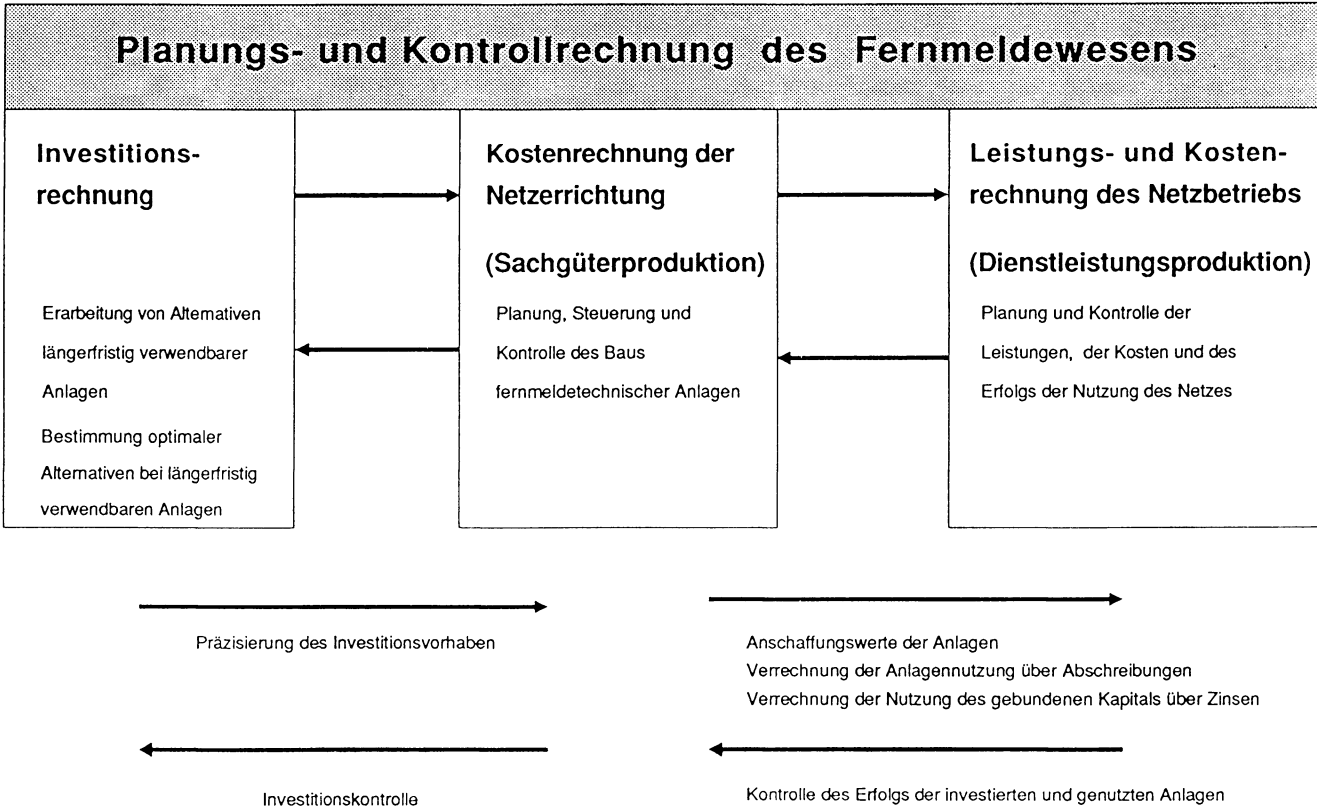 Planungs- und Kontrollrechnung des Fernmeldewesens
Investitions-
rechnung
Erarbeitung von Alternativen
längerfristig verwendbarer
Anlagen
Bestimmung optimaler
Alternativen bei längerfristig
verwendbaren Anlagen
Kostenrechnung der
Netzerrichtung
(Sachgüterproduktion)
Planung, Steuerung und
Kontrolle des Baus
fernmeldetechnischer Anlagen
Leistungs- und Kosten-
rechnung des Netzbetriebs
(Dienstleistungsproduktion)
Planung und Kontrolle der
Leistungen, der Kosten und des
Erfolgs der Nutzung des Netzes
Präzisierung des Investitionsvorhaben
Anschaffungswerte der Anlagen
Verrechnung der Anlagennutzung über Abschreibungen
Verrechnung der Nutzung des gebundenen Kapitals über Zinsen
Investitionskontrolle
Kontrolle des Erfolgs der investierten und genutzten Anlagen